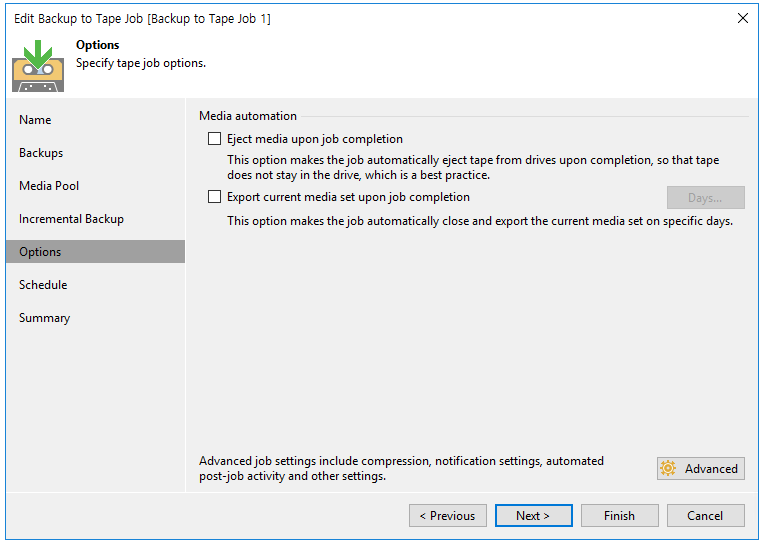 Edit Backup to Tape Job [Backup to Tape Job 1]
Options
Specify tape job options.
Name
Backups
Media Pool
Incremental Backup
Options
Schedule
Summary
Media automation
Eject media upon job completion
This option makes the job automatically eject tape from drives upon completion, so that tape
does not stay in the drive, which is a best practice.
Export current media set upon job completion
Days...
This option makes the job automatically close and export the current media set on specific days.
Advanced job settings include compression, notification settings, automated
post-job activity and other settings.
Advanced
< Previous
Next >
Finish
Cancel